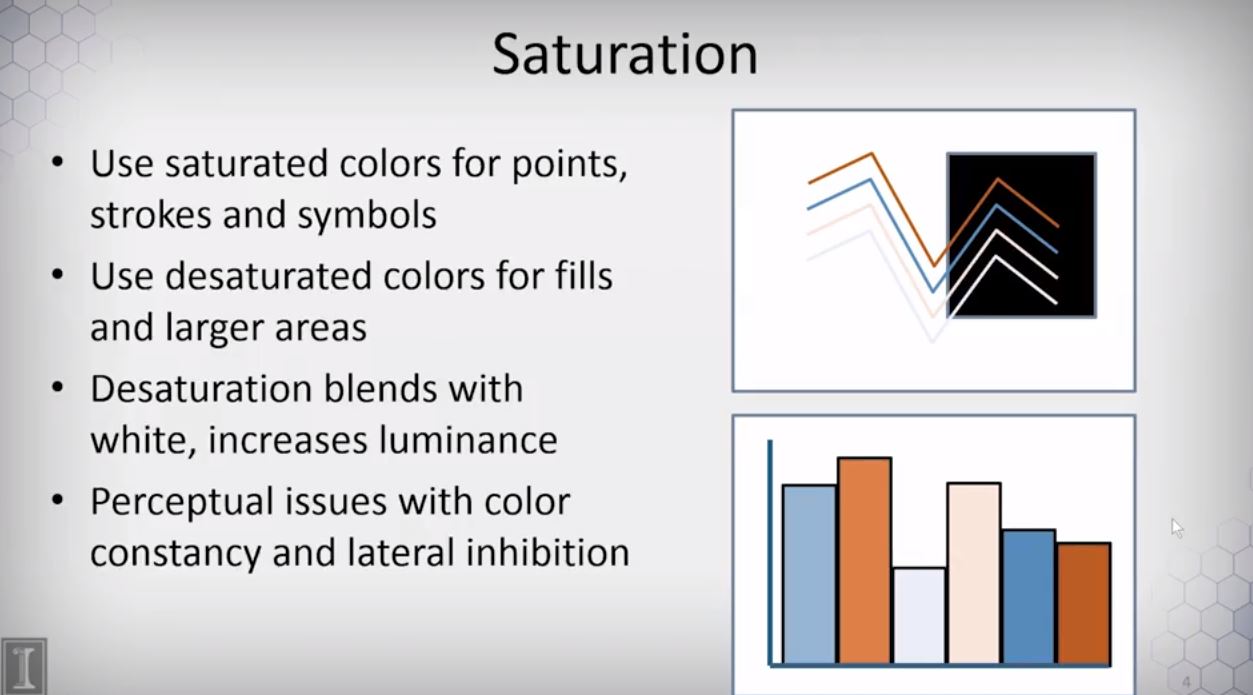 Saturation
• Use saturated colors for points,
strokes and symbols
• Use desaturated colors for fills
and larger areas
• Desaturation blends with
white, increases luminance
• Perceptual issues with color
constancy and lateral inhibition
I
4